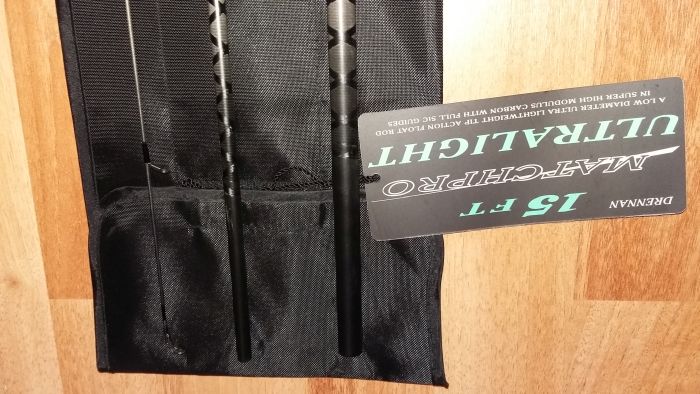 DRENNAN
15 FT
MATCHPRO
ULTRALIGHT
A LOW DIAMETER ULTRA LIGHTWEIGHT TIP ACTION FLOAT ROD
IN SUPER HIGH MODULUS CARBON WITH FULL SIC GUIDES